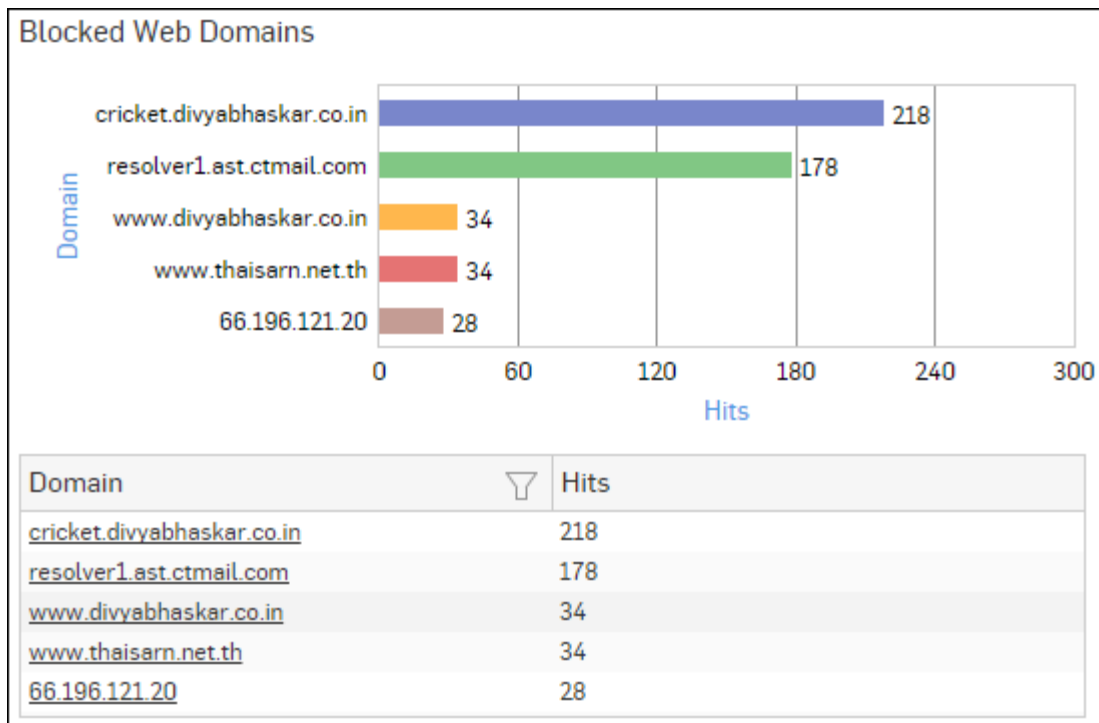 Blocked Web Domains
cricket.divyabhaskar.co.in 218
resolver1.ast.ctmail.com 178
www.divyabhaskar.co.in 34
www.thaisarn.net.th 34
66.196.121.20 28
Domain
0 60 120 180 240 300
Hits
Domain Hits
cricket.divyabhaskar.co.in 218
resolver1.ast.ctmail.com 178
www.divyabhaskar.co.in 34
www.thaisarn.net.th 34
66.196.121.20 28